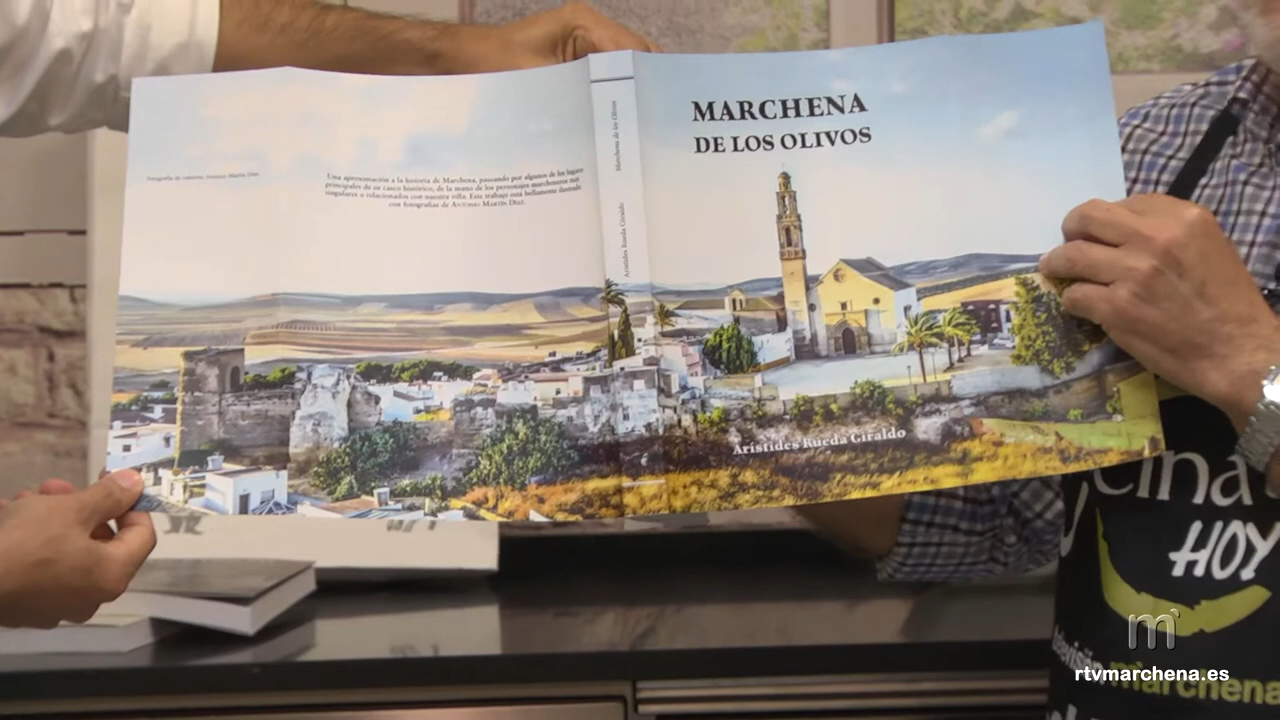 Fotografía de cubierta: Antonio Martín Díaz
Una aproximación a la historia de Marchena, paseando por algunos de los lugares
principales de su casco histórico, de la mano de los personajes marcheneros más
singulares o relacionados con nuestra villa. Este trabajo está bellamente ilustrado
con fotografías de Antonio Martín Díaz.
Marchena de los Olivos
Arístides Rueda Giraldo
MARCHENA
DE LOS OLIVOS
Arístides Rueda Giraldo
HOY
marchena
m
rtvmarchena.es